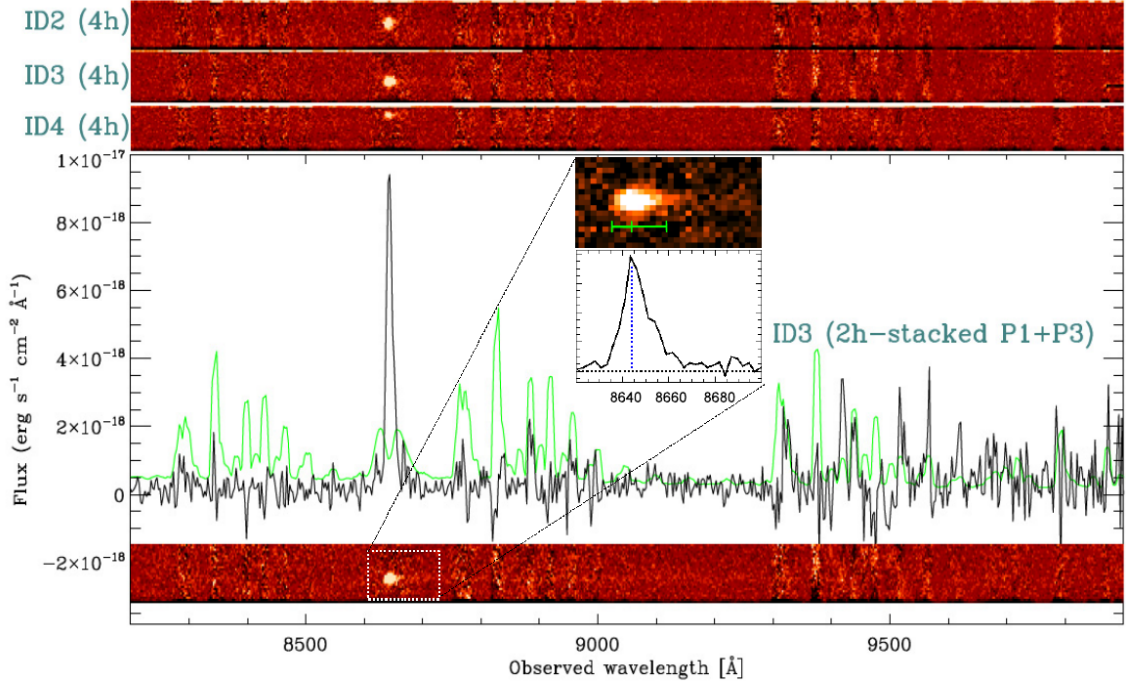 ID2 (4h)
ID3 (4h)
ID4 (4h)
1×10⁻¹⁷
8×10⁻¹⁸
6×10⁻¹⁸
4×10⁻¹⁸
2×10⁻¹⁸
0
−2×10⁻¹⁸
Flux (erg s⁻¹ cm⁻² Å⁻¹)
8640 8660 8680
ID3 (2h-stacked P1+P3)
8500 9000 9500
Observed wavelength [Å]